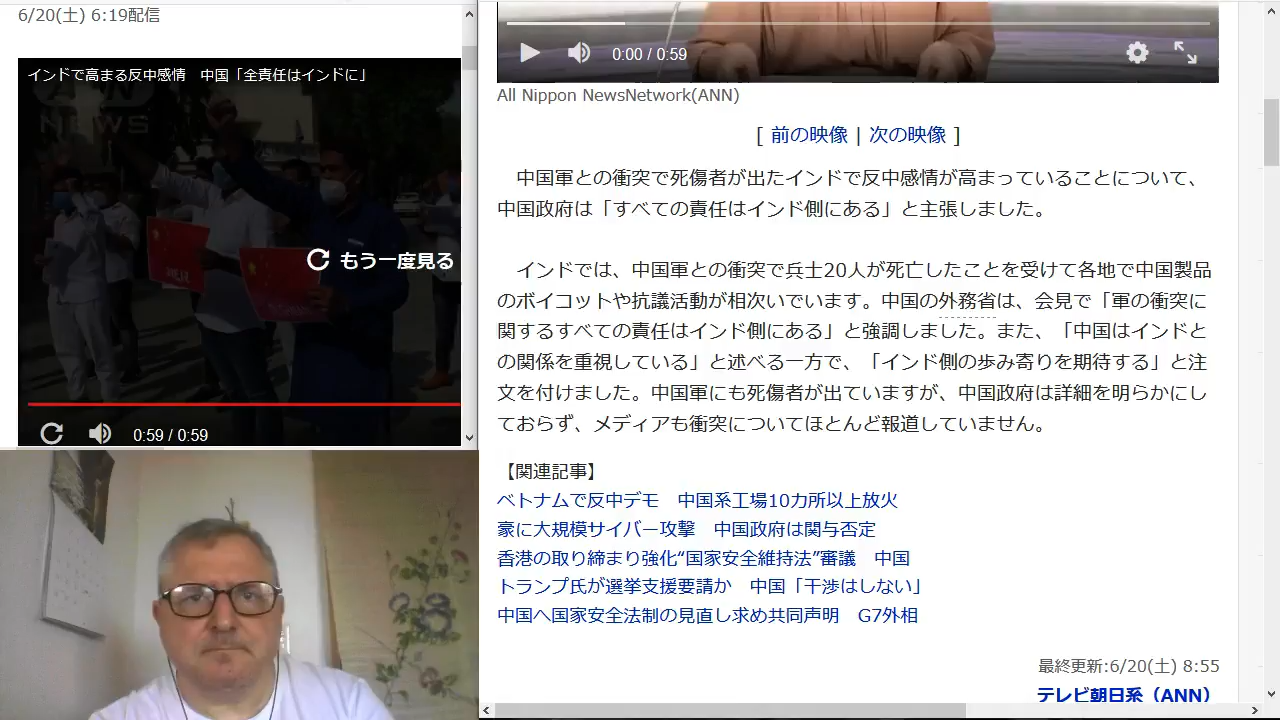 6/20(土) 6:19配信
インドで高まる反中感情　中国「全責任はインドに」
NEWS
もう一度見る
0:59 / 0:59
0:00 / 0:59
All Nippon NewsNetwork(ANN)
[ 前の映像 | 次の映像 ]
　中国軍との衝突で死傷者が出たインドで反中感情が高まっていることについて、
中国政府は「すべての責任はインド側にある」と主張しました。
　インドでは、中国軍との衝突で兵士20人が死亡したことを受けて各地で中国製品
のボイコットや抗議活動が相次いでいます。中国の外務省は、会見で「軍の衝突に
関するすべての責任はインド側にある」と強調しました。また、「中国はインドと
の関係を重視している」と述べる一方で、「インド側の歩み寄りを期待する」と注
文を付けました。中国軍にも死傷者が出ていますが、中国政府は詳細を明らかにし
ておらず、メディアも衝突についてほとんど報道していません。
【関連記事】
ベトナムで反中デモ　中国系工場10カ所以上放火
豪に大規模サイバー攻撃　中国政府は関与否定
香港の取り締まり強化“国家安全維持法”審議　中国
トランプ氏が選挙支援要請か　中国「干渉はしない」
中国へ国家安全法制の見直し求め共同声明　G7外相
最終更新:6/20(土) 8:55
テレビ朝日系（ANN）